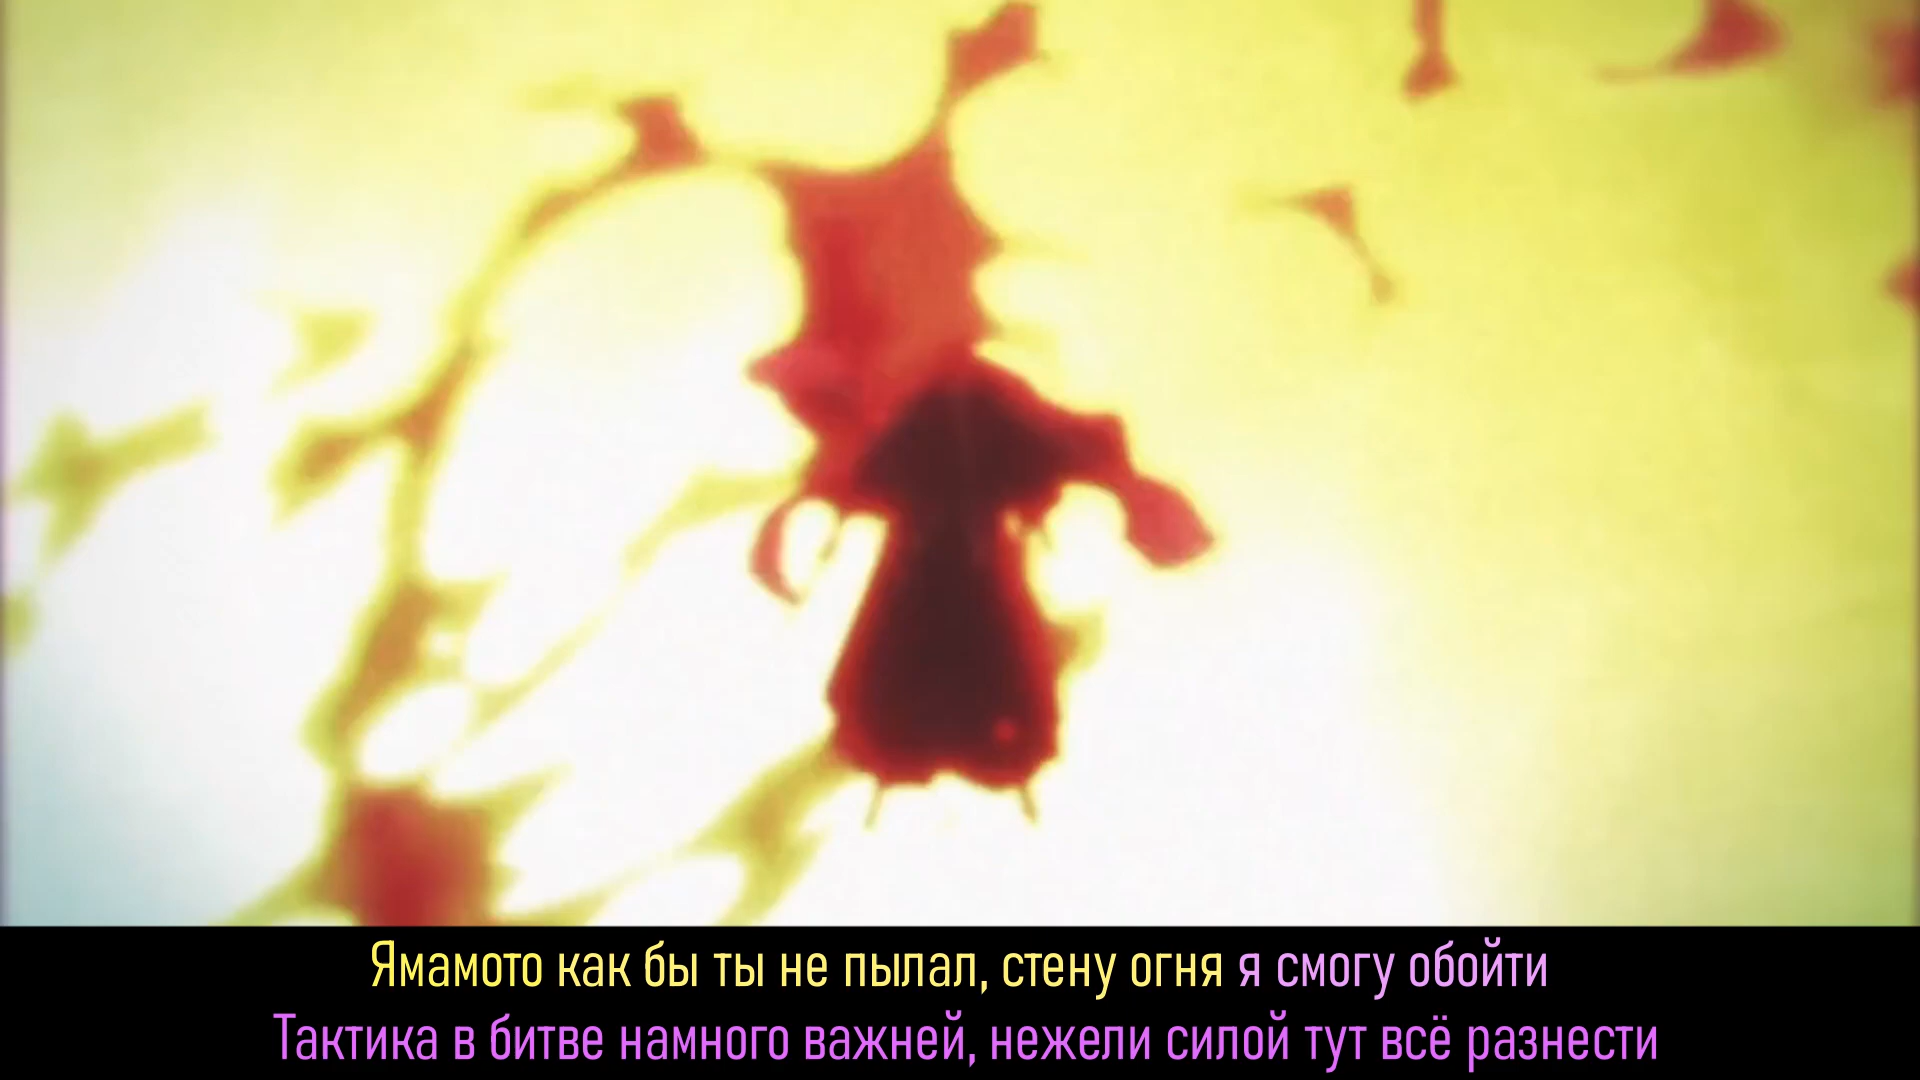 Ямамото как бы ты не пылал, стену огня я смогу обойти
Тактика в битве намного важней, нежели силой тут всё разнести